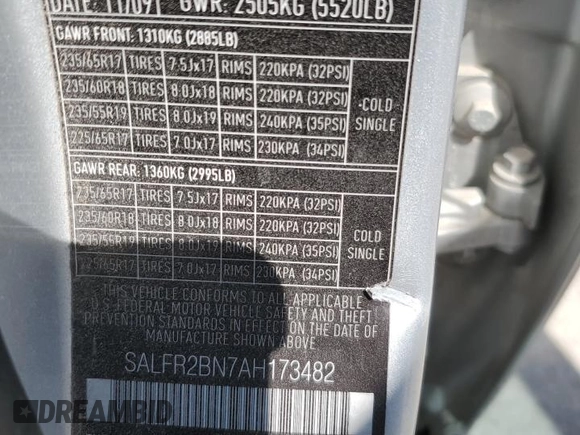 DATE 11/09 GWR: 2505KG (5520LB)
GAWR FRONT: 1310KG (2885LB)
235/65R17 TIRES 7·5Jx17 RIMS 220KPA (32PSI)
235/60R18 TIRES 8.0Jx18 RIMS 220KPA (32PSI)
235/55R19 TIRES 8.0Jx19 RIMS 240KPA (35PSI)
225/65R17 TIRES 7.0Jx17 RIMS 230KPA (34PSI)
COLD
SINGLE
GAWR REAR: 1360KG (2995LB)
235/65R17 TIRES 7.5Jx17 RIMS 220KPA (32PSI)
235/60R18 TIRES 8.0Jx18 RIMS 220KPA (32PSI)
235/55R19 TIRES 8.0Jx19 RIMS 240KPA (35PSI)
225/65R17 TIRES 7.0Jx17 RIMS 230KPA (34PSI)
COLD
SINGLE
THIS VEHICLE CONFORMS TO ALL APPLICABLE
U.S. FEDERAL MOTOR VEHICLE SAFETY AND THEFT
PREVENTION STANDARDS IN EFFECT ON THE DATE OF
MANUFACTURE SHOWN ABOVE
SALFR2BN7AH173482
DREAMBID